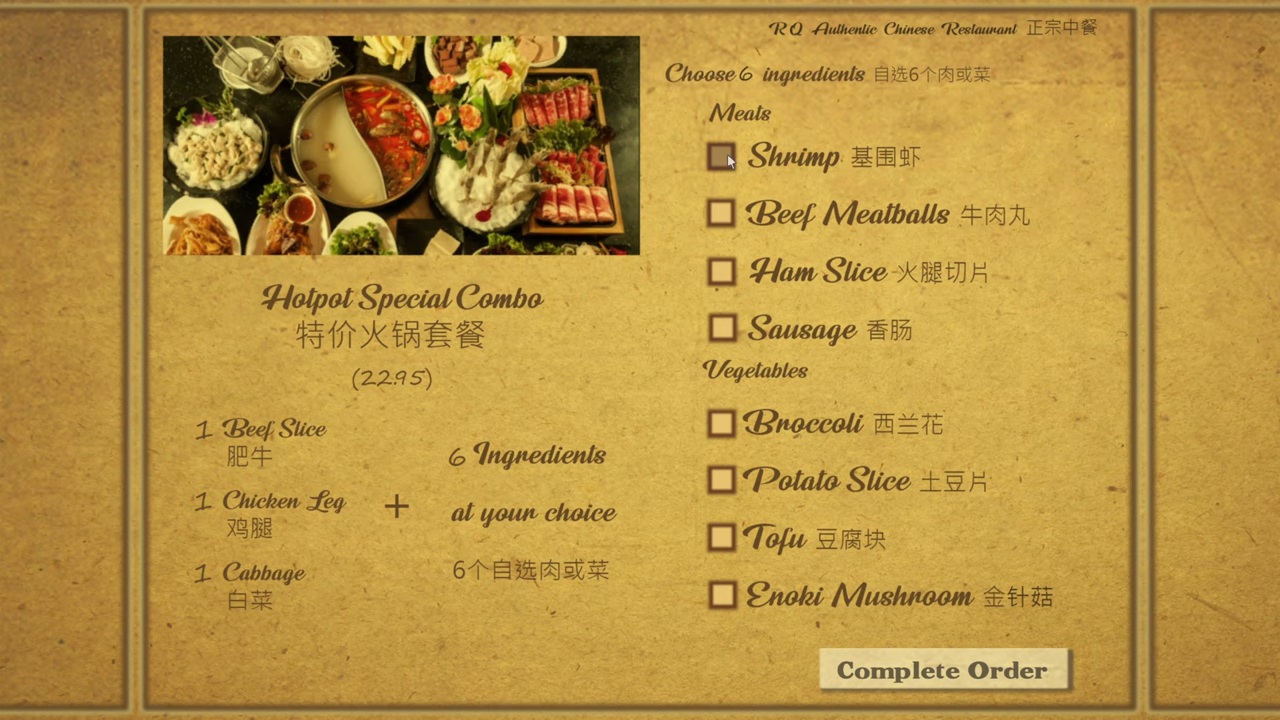 RQ Authentic Chinese Restaurant 正宗中餐
Hotpot Special Combo
特价火锅套餐
(22.95)
1 Beef Slice
肥牛
1 Chicken Leg
鸡腿
1 Cabbage
白菜
+
6 Ingredients
at your choice
6个自选肉或菜
Choose 6 ingredients 自选6个肉或菜
Meats
Shrimp 基围虾
Beef Meatballs 牛肉丸
Ham Slice 火腿切片
Sausage 香肠
Vegetables
Broccoli 西兰花
Potato Slice 土豆片
Tofu 豆腐块
Enoki Mushroom 金针菇
Complete Order